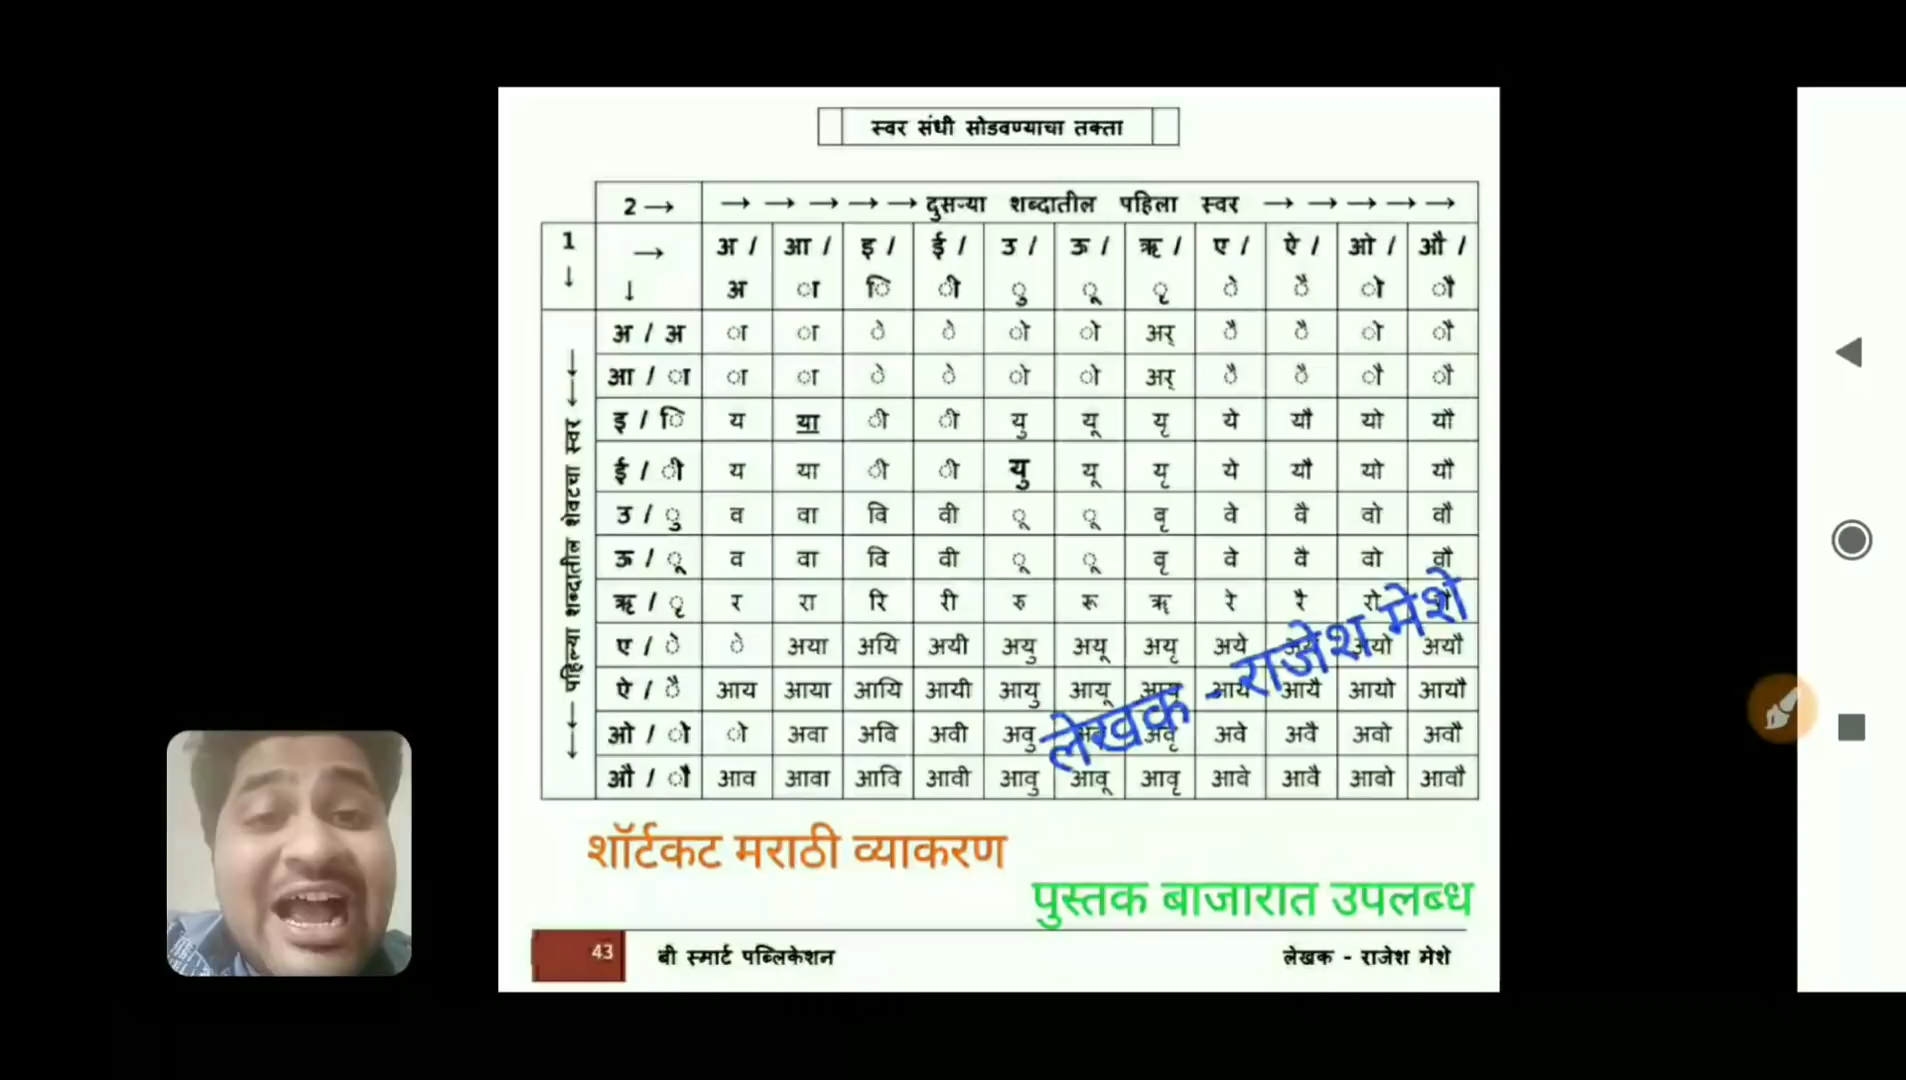 स्वर संधी सोडवण्याचा तक्ता
2→ → → → → → दुसऱ्या शब्दातील पहिला स्वर → → → → →
1 ↓ → ↓ अ / अ आ / ा इ / ि ई / ी उ / ु ऊ / ू ऋ / ृ ए / े ऐ / ै ओ / ो औ / ौ
←←← पहिल्या शब्दातील शेवटचा स्वर ←←←
अ / अ ा ा े े ो ो अर् ै ै ो ौ
आ / ा ा ा े े ो ो अर् ै ै ौ ौ
इ / ि य या ी ी यु यू यृ ये यौ यो यौ
ई / ी य या ी ी यु यू यृ ये यौ यो यौ
उ / ु व वा वि वी ू ू वृ वे वै वो वौ
ऊ / ू व वा वि वी ू ू वृ वे वै वो वौ
ऋ / ृ र रा रि री रु रू ॠ रे रै रो
ए / े े अया अयि अयी अयु अयू अयृ अये अयो अयौ
ऐ / ै आय आया आयि आयी आयु आयू आये आयै आयो आयौ
ओ / ो ो अवा अवि अवी अवु अवृ अवे अवै अवो अवौ
औ / ौ आव आवा आवि आवी आवु आवू आवृ आवे आवै आवो आवौ
लेखक - राजेश मेशे
शॉर्टकट मराठी व्याकरण
पुस्तक बाजारात उपलब्ध
43 बी स्मार्ट पब्लिकेशन लेखक - राजेश मेशे